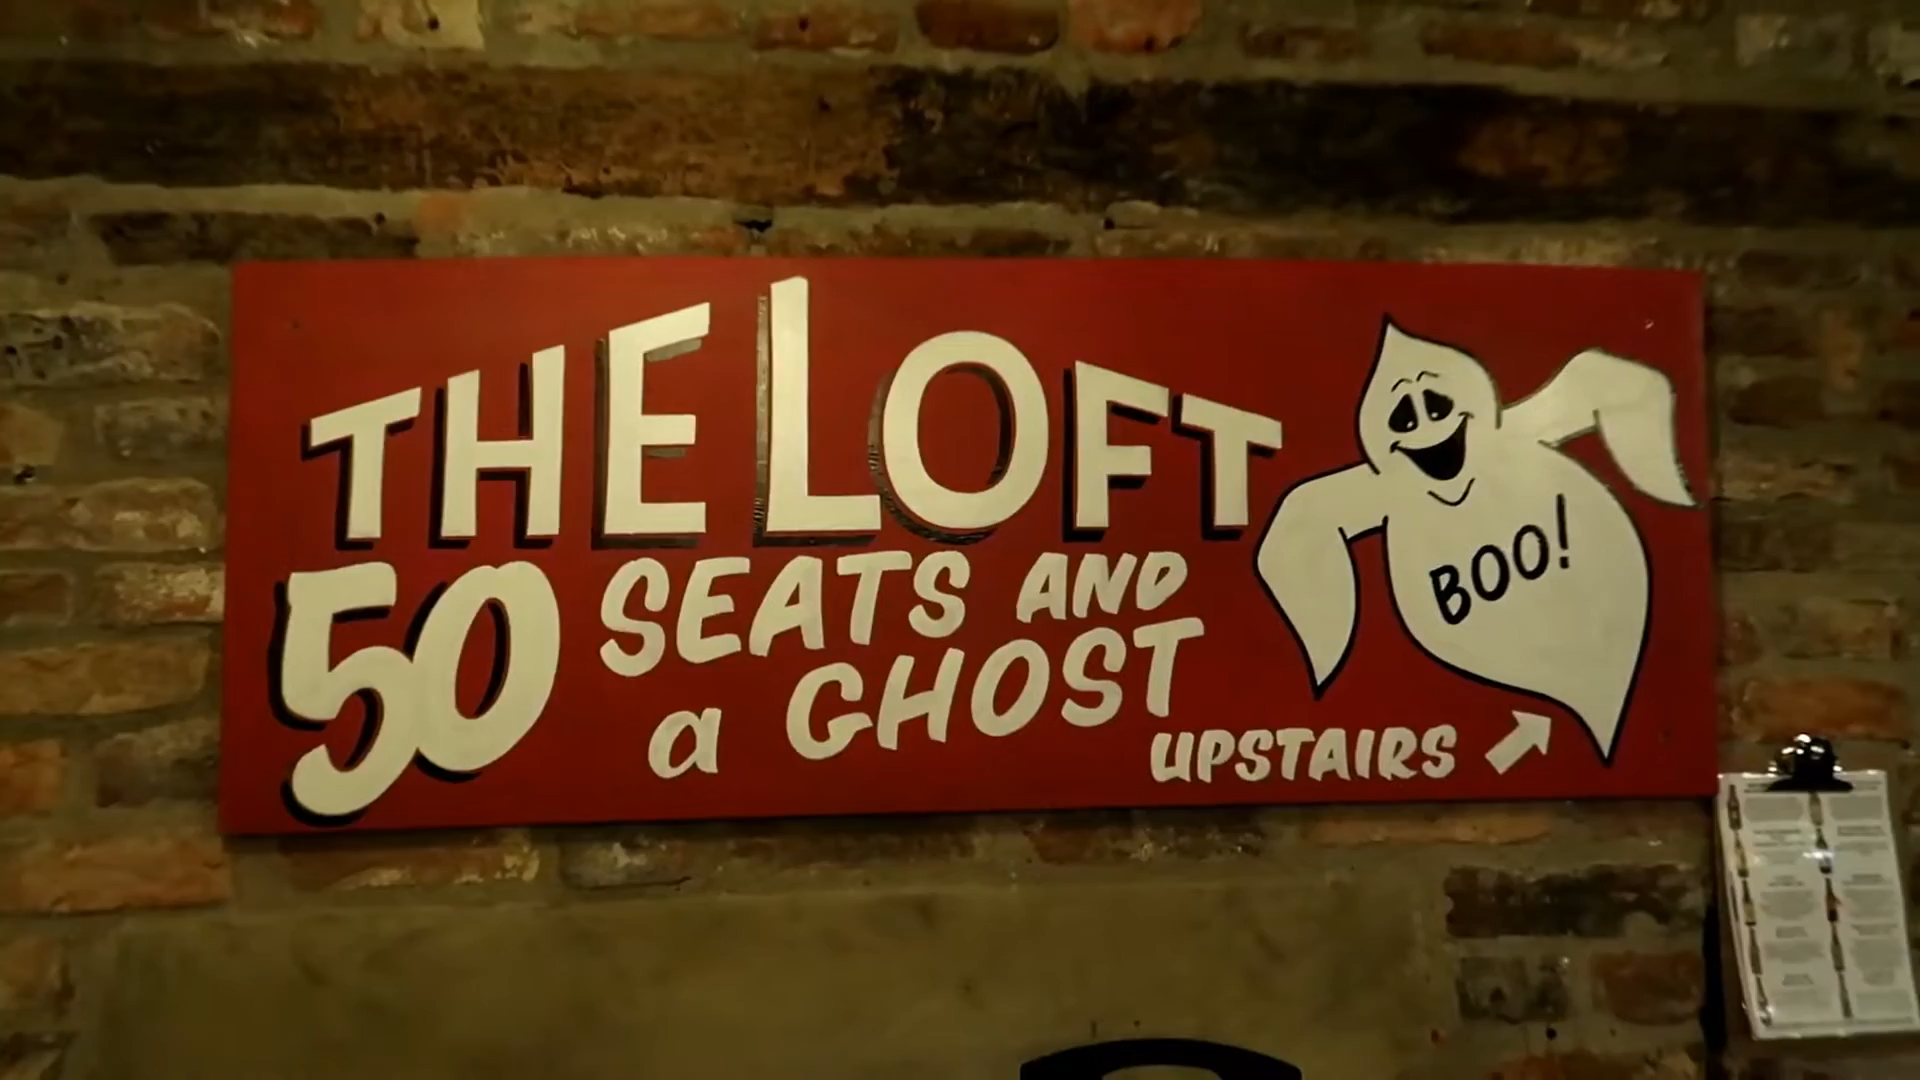 THE LOFT
50 SEATS AND
a GHOST
UPSTAIRS
BOO!